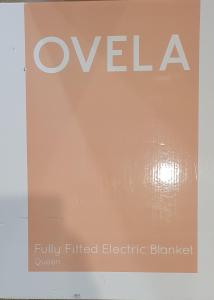 OVELA
Fully Fitted Electric Blanket
Queen